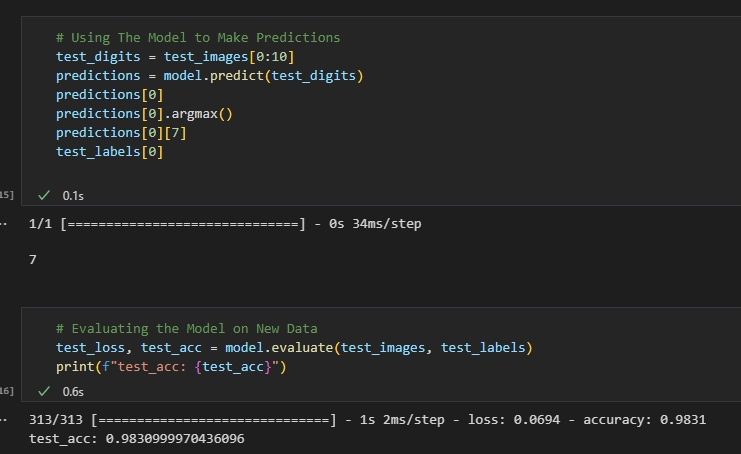 # Using The Model to Make Predictions
test_digits = test_images[0:10]
predictions = model.predict(test_digits)
predictions[0]
predictions[0].argmax()
predictions[0][7]
test_labels[0]
15] ✓ 0.1s
1/1 [==============================] - 0s 34ms/step
7
# Evaluating the Model on New Data
test_loss, test_acc = model.evaluate(test_images, test_labels)
print(f"test_acc: {test_acc}")
16] ✓ 0.6s
313/313 [==============================] - 1s 2ms/step - loss: 0.0694 - accuracy: 0.9831
test_acc: 0.9830999970436096